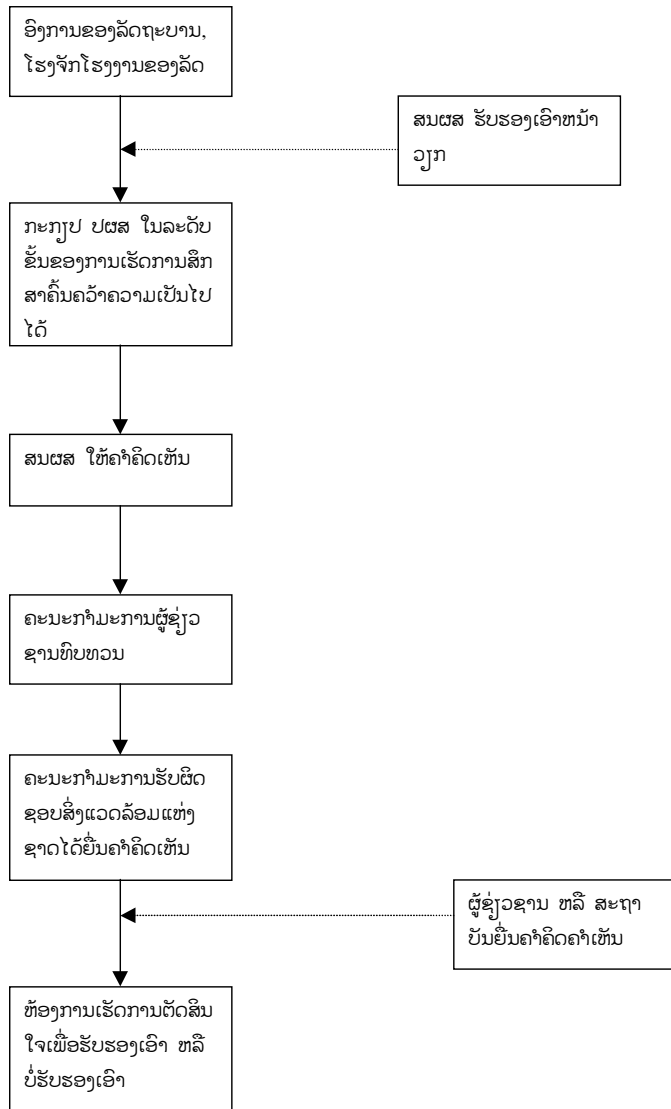 ອົງການຂອງລັດຖະບານ,
ໂຮງຈັກໂຮງງານຂອງລັດ
ສນຜສ ຮັບຮອງເອົາຫນ້າ
ວຽກ
ກະກຽປ ປຜສ ໃນລະດັບ
ຂັ້ນຂອງການເຮັດການສຶກ
ສາຄົ້ນຄວ້າຄວາມເປັນໄປ
ໄດ້
ສນຜສ ໃຫ້ຄຳຄິດເຫັນ
ຄະນະກຳມະການຜູ້ຊ່ຽວ
ຊານທົບທວນ
ຄະນະກຳມະການຮັບຜິດ
ຊອບສິ່ງແວດລ້ອມແຫ່ງ
ຊາດໄດ້ຍື່ນຄຳຄິດເຫັນ
ຜູ້ຊ່ຽວຊານ ຫລື ສະຖາ
ບັນຍື່ນຄຳຄິດຄຳເຫັນ
ຫ້ອງການເຮັດການຕັດສິນ
ໃຈເພື່ອຮັບຮອງເອົາ ຫລື
ບໍ່ຮັບຮອງເອົາ